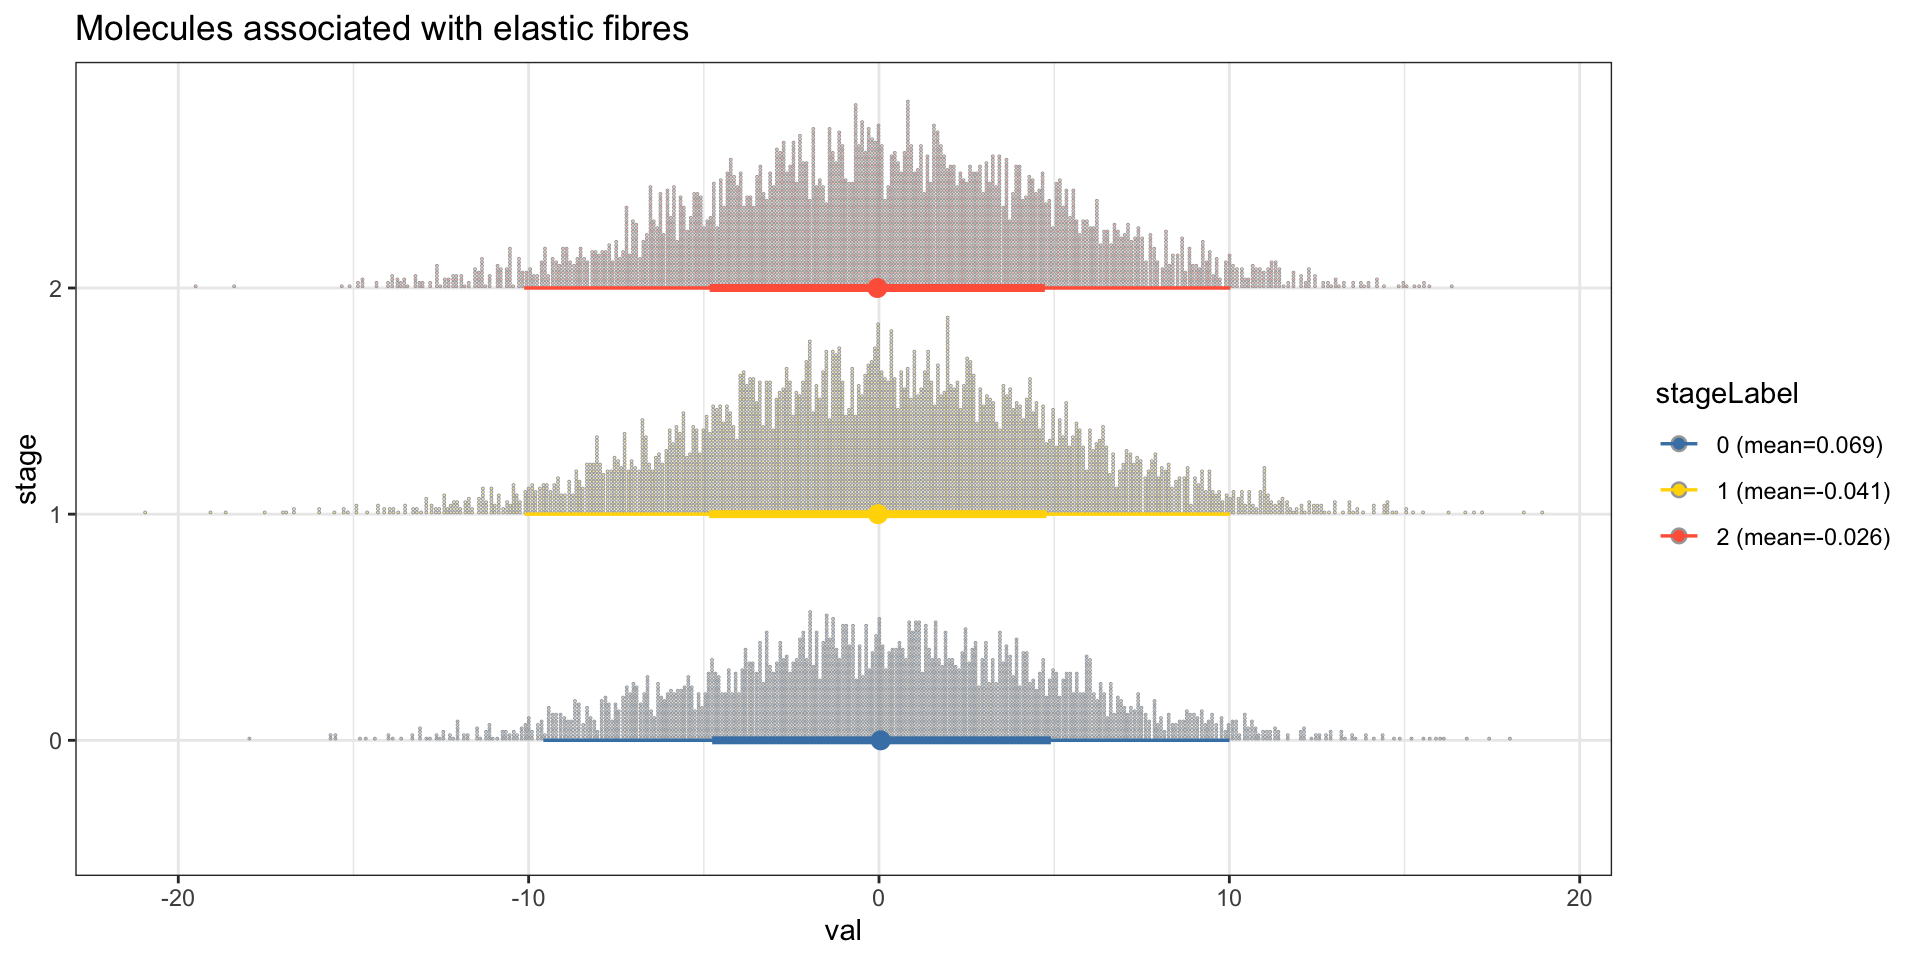 Molecules associated with elastic fibres
stage
2
1
0
-20
-10
0
10
20
val
stageLabel
0 (mean=0.069)
1 (mean=-0.041)
2 (mean=-0.026)